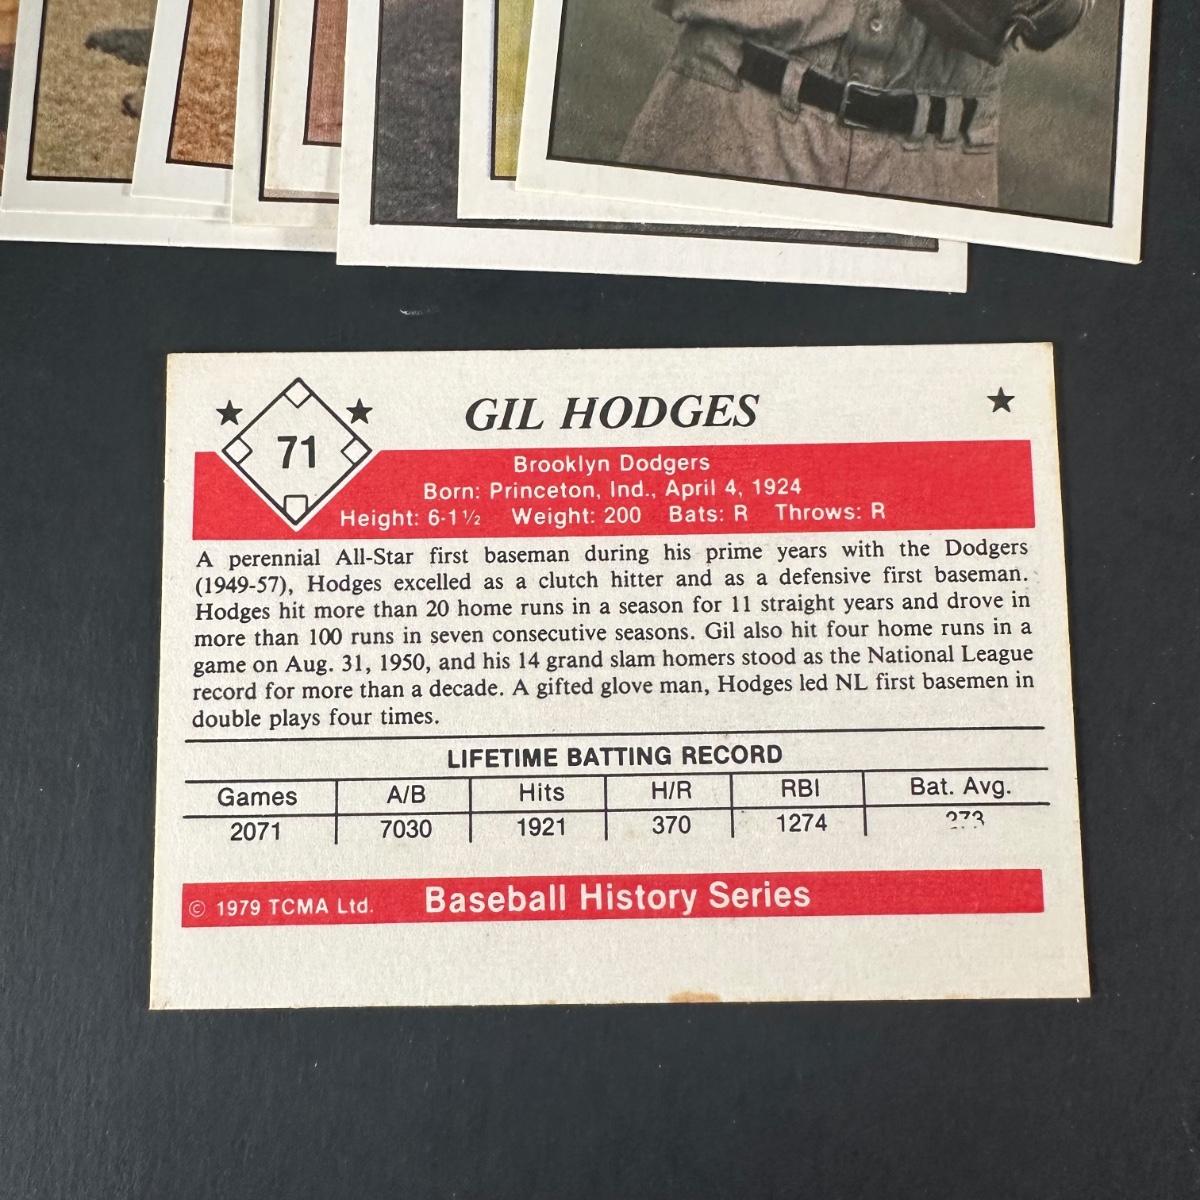 71
GIL HODGES
Brooklyn Dodgers
Born: Princeton, Ind., April 4, 1924
Height: 6-1½ Weight: 200 Bats: R Throws: R
A perennial All-Star first baseman during his prime years with the Dodgers
(1949-57), Hodges excelled as a clutch hitter and as a defensive first baseman.
Hodges hit more than 20 home runs in a season for 11 straight years and drove in
more than 100 runs in seven consecutive seasons. Gil also hit four home runs in a
game on Aug. 31, 1950, and his 14 grand slam homers stood as the National League
record for more than a decade. A gifted glove man, Hodges led NL first basemen in
double plays four times.
LIFETIME BATTING RECORD
Games A/B Hits H/R RBI Bat. Avg.
2071 7030 1921 370 1274 273
© 1979 TCMA Ltd. Baseball History Series